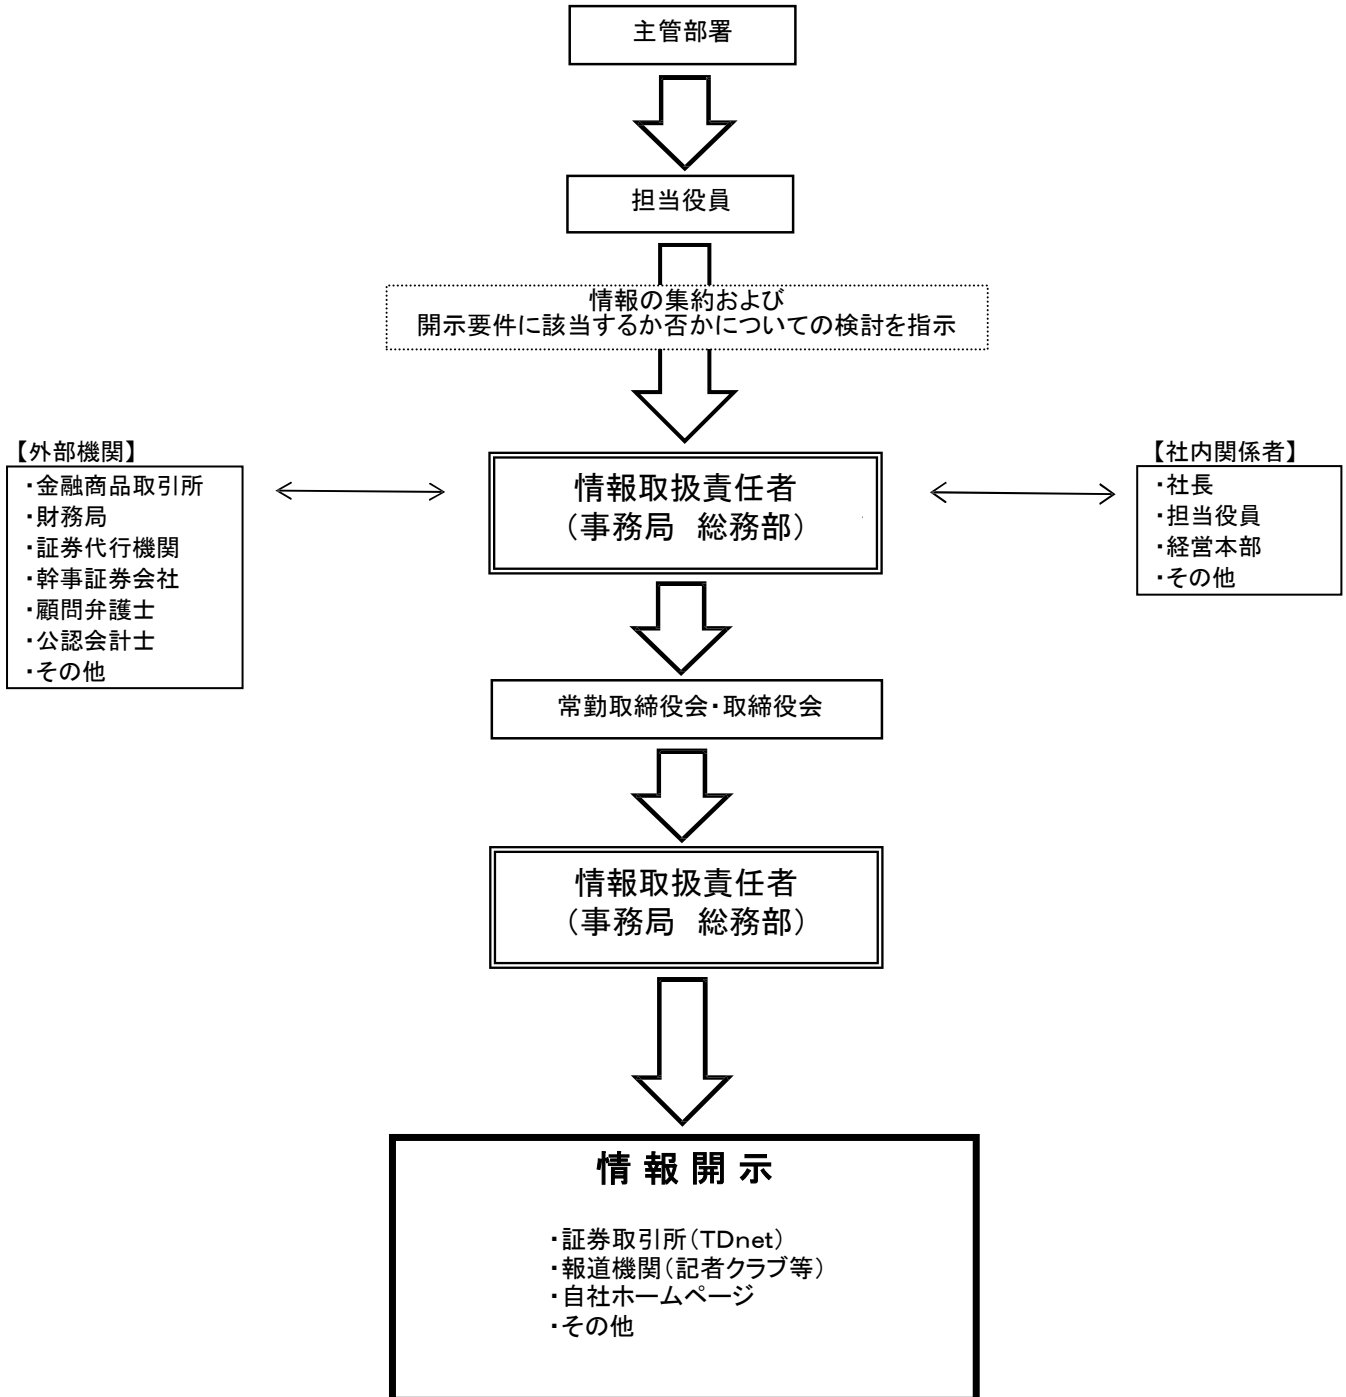 主管部署
担当役員
情報の集約および
開示要件に該当するか否かについての検討を指示
【外部機関】
・金融商品取引所
・財務局
・証券代行機関
・幹事証券会社
・顧問弁護士
・公認会計士
・その他
情報取扱責任者
（事務局　総務部）
【社内関係者】
・社長
・担当役員
・経営本部
・その他
常勤取締役会・取締役会
情報取扱責任者
（事務局　総務部）
情報開示
・証券取引所（TDnet）
・報道機関（記者クラブ等）
・自社ホームページ
・その他